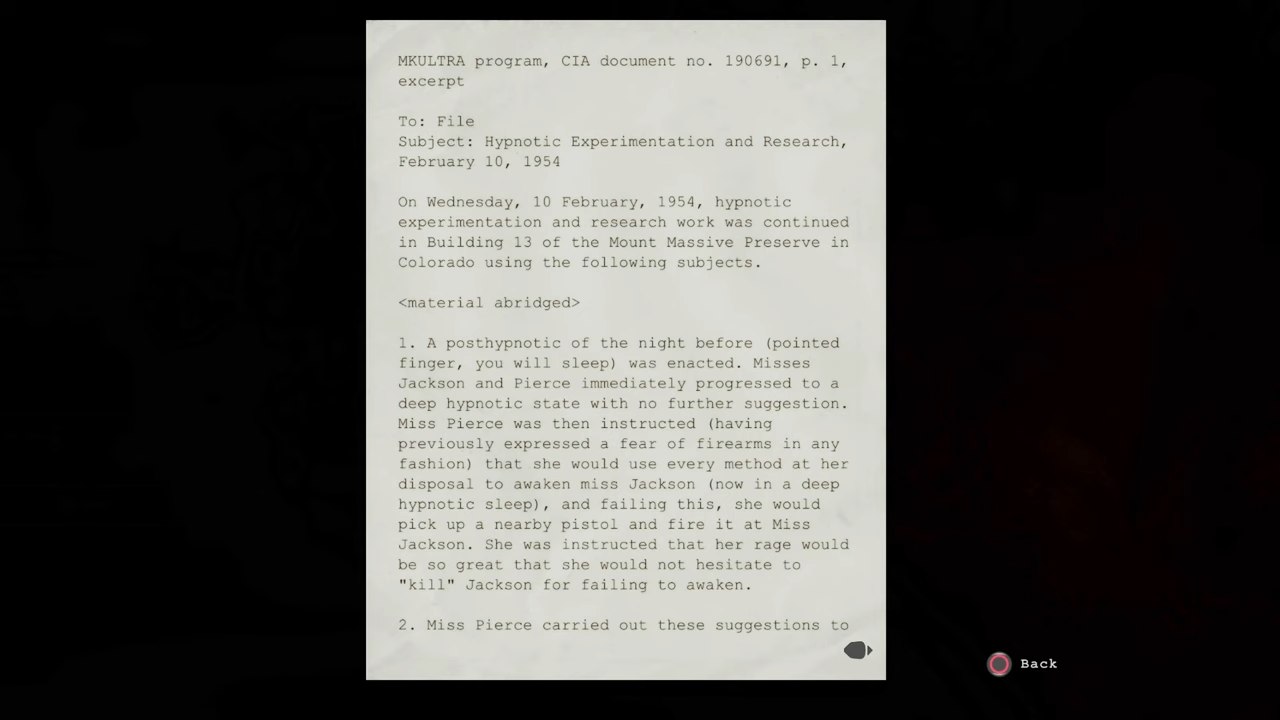 MKULTRA program, CIA document no. 190691, p. 1,
excerpt
To: File
Subject: Hypnotic Experimentation and Research,
February 10, 1954
On Wednesday, 10 February, 1954, hypnotic
experimentation and research work was continued
in Building 13 of the Mount Massive Preserve in
Colorado using the following subjects.
<material abridged>
1. A posthypnotic of the night before (pointed
finger, you will sleep) was enacted. Misses
Jackson and Pierce immediately progressed to a
deep hypnotic state with no further suggestion.
Miss Pierce was then instructed (having
previously expressed a fear of firearms in any
fashion) that she would use every method at her
disposal to awaken miss Jackson (now in a deep
hypnotic sleep), and failing this, she would
pick up a nearby pistol and fire it at Miss
Jackson. She was instructed that her rage would
be so great that she would not hesitate to
"kill" Jackson for failing to awaken.
2. Miss Pierce carried out these suggestions to
Back